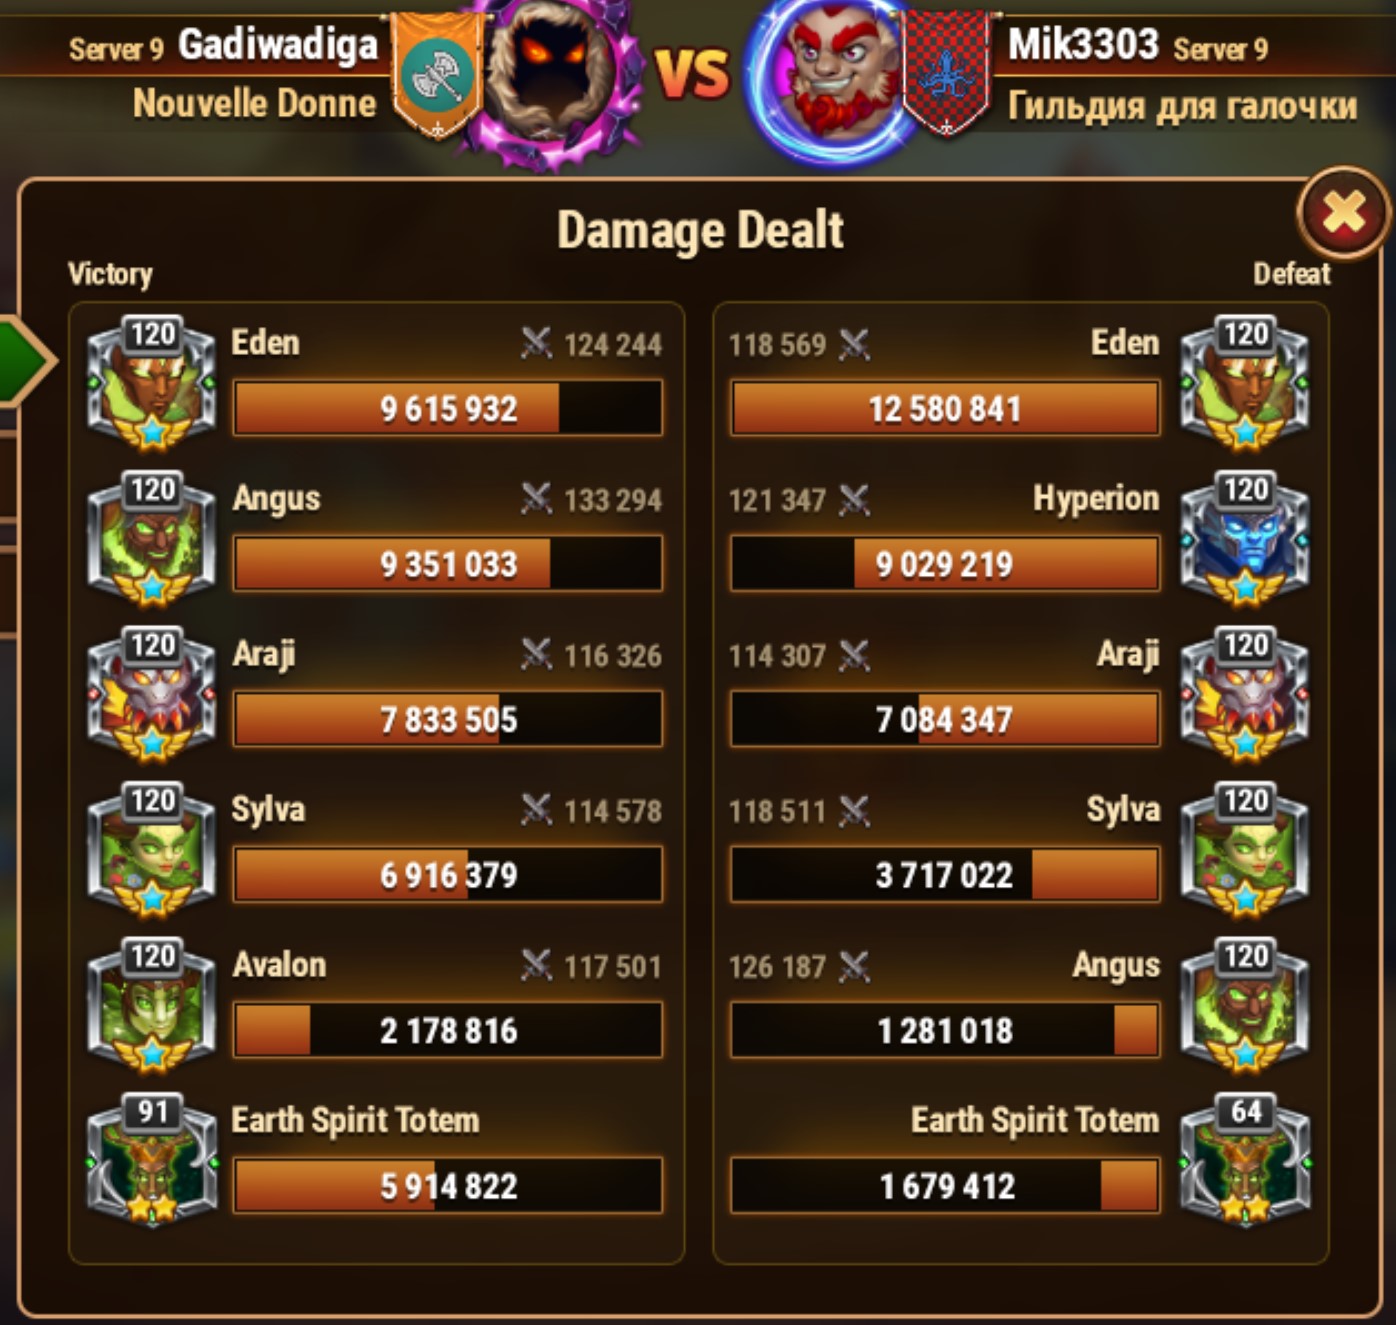 Server 9 Gadiwadiga VS Mik3303 Server 9
Nouvelle Donne Гильдия для галочки
Damage Dealt
Victory Defeat
120 Eden 124 244
9 615 932
118 569 Eden 120
12 580 841
120 Angus 133 294
9 351 033
121 347 Hyperion 120
9 029 219
120 Araji 116 326
7 833 505
114 307 Araji 120
7 084 347
120 Sylva 114 578
6 916 379
118 511 Sylva 120
3 717 022
120 Avalon 117 501
2 178 816
126 187 Angus 120
1 281 018
91 Earth Spirit Totem
5 914 822
Earth Spirit Totem 64
1 679 412